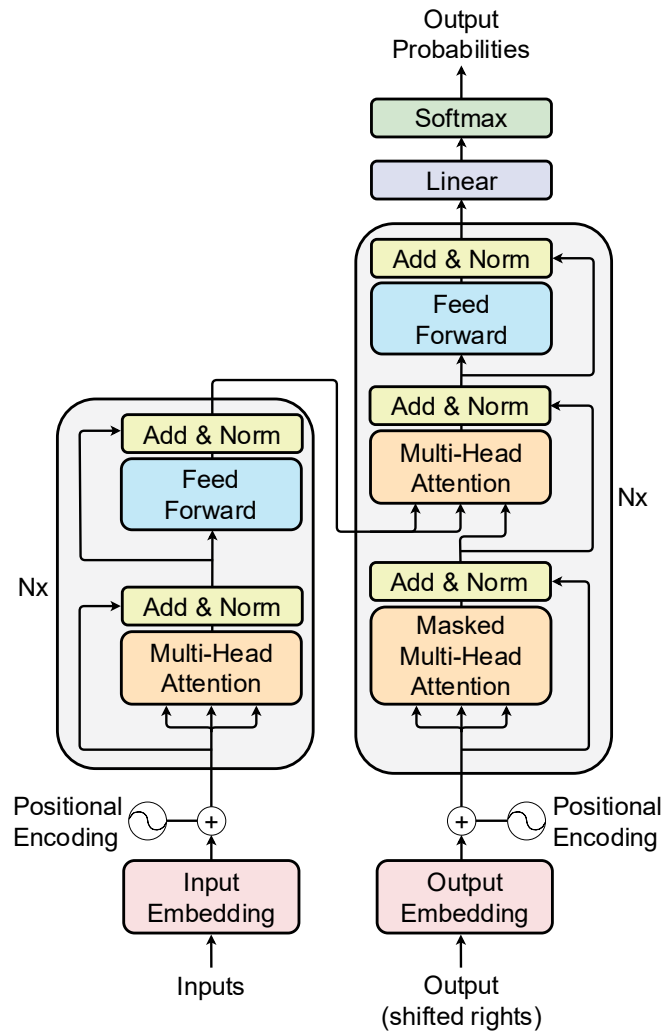 Output
Probabilities
Softmax
Linear
Add & Norm
Feed
Forward
Add & Norm
Multi-Head
Attention
Nx
Add & Norm
Masked
Multi-Head
Attention
Add & Norm
Feed
Forward
Nx
Add & Norm
Multi-Head
Attention
Positional
Encoding
+
+
Positional
Encoding
Input
Embedding
Output
Embedding
Inputs
Output
(shifted rights)